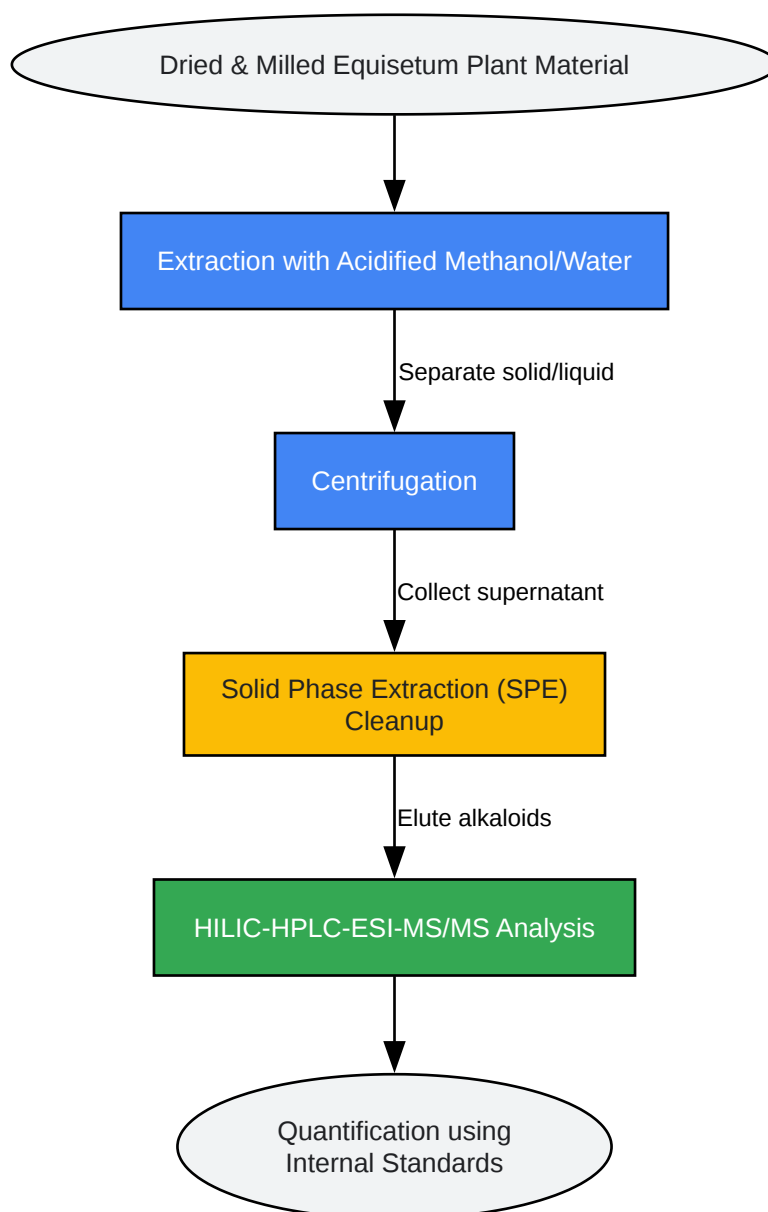 Dried & Milled Equisetum Plant Material
Extraction with Acidified Methanol/Water
Separate solid/liquid
Centrifugation
Collect supernatant
Solid Phase Extraction (SPE)
Cleanup
Elute alkaloids
HILIC-HPLC-ESI-MS/MS Analysis
Quantification using
Internal Standards